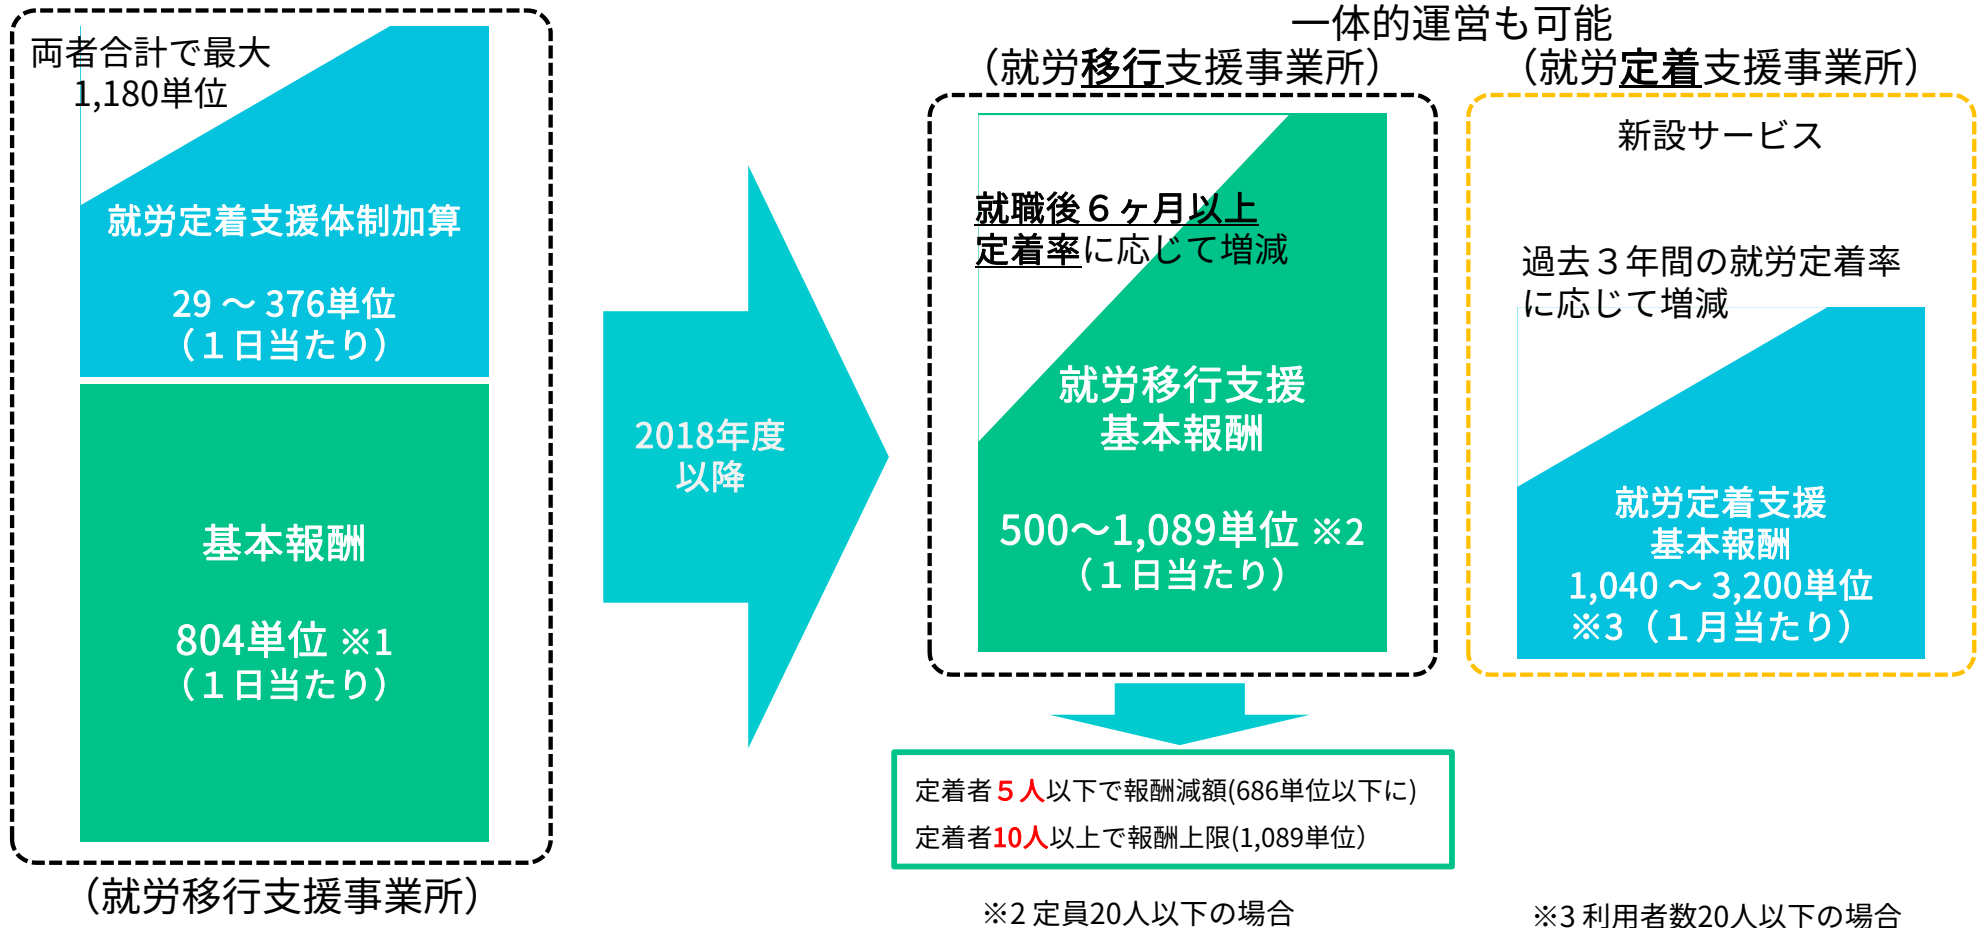 両者合計で最大
1,180単位
就労定着支援体制加算
29 ～ 376単位
（１日当たり）
基本報酬
804単位 ※1
（１日当たり）
（就労移行支援事業所）
2018年度
以降
一体的運営も可能
（就労移行支援事業所）
就職後６ヶ月以上
定着率に応じて増減
就労移行支援
基本報酬
500～1,089単位 ※2
（１日当たり）
（就労定着支援事業所）
新設サービス
過去３年間の就労定着率
に応じて増減
就労定着支援
基本報酬
1,040 ～ 3,200単位
※3（１月当たり）
定着者５人以下で報酬減額(686単位以下に)
定着者10人以上で報酬上限(1,089単位）
※2 定員20人以下の場合
※3 利用者数20人以下の場合